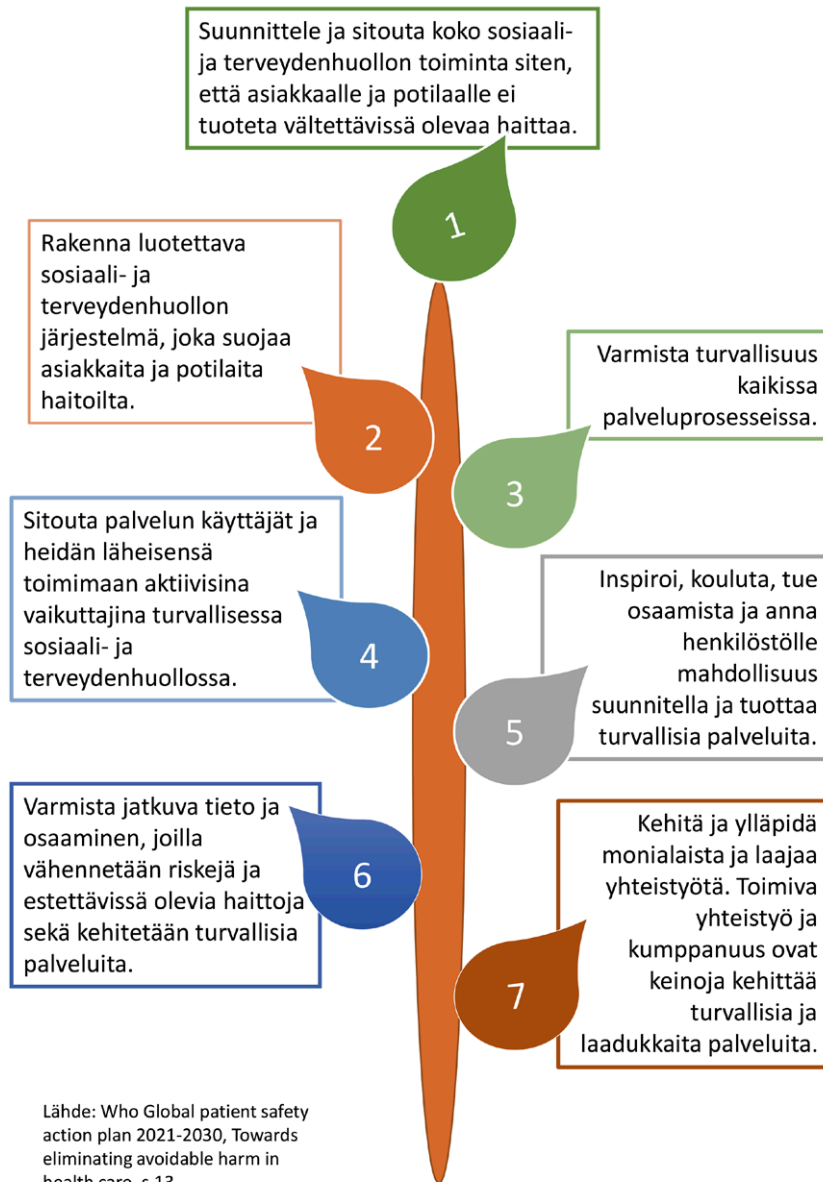 Suunnittele ja sitouta koko sosiaali-
ja terveydenhuollon toiminta siten,
että asiakkaalle ja potilaalle ei
tuoteta vältettävissä olevaa haittaa.
1
Rakenna luotettava
sosiaali- ja
terveydenhuollon
järjestelmä, joka suojaa
asiakkaita ja potilaita
haitoilta.
2
Varmista turvallisuus
kaikissa
palveluprosesseissa.
3
Sitouta palvelun käyttäjät ja
heidän läheisensä
toimimaan aktiivisina
vaikuttajina turvallisessa
sosiaali- ja
terveydenhuollossa.
4
Inspiroi, kouluta, tue
osaamista ja anna
henkilöstölle
mahdollisuus
suunnitella ja tuottaa
turvallisia palveluita.
5
Varmista jatkuva tieto ja
osaaminen, joilla
vähennetään riskejä ja
estettävissä olevia haittoja
sekä kehitetään turvallisia
palveluita.
6
Kehitä ja ylläpidä
monialaista ja laajaa
yhteistyötä. Toimiva
yhteistyö ja
kumppanuus ovat
keinoja kehittää
turvallisia ja
laadukkaita palveluita.
7
Lähde: Who Global patient safety
action plan 2021-2030, Towards
eliminating avoidable harm in
health care, s.13